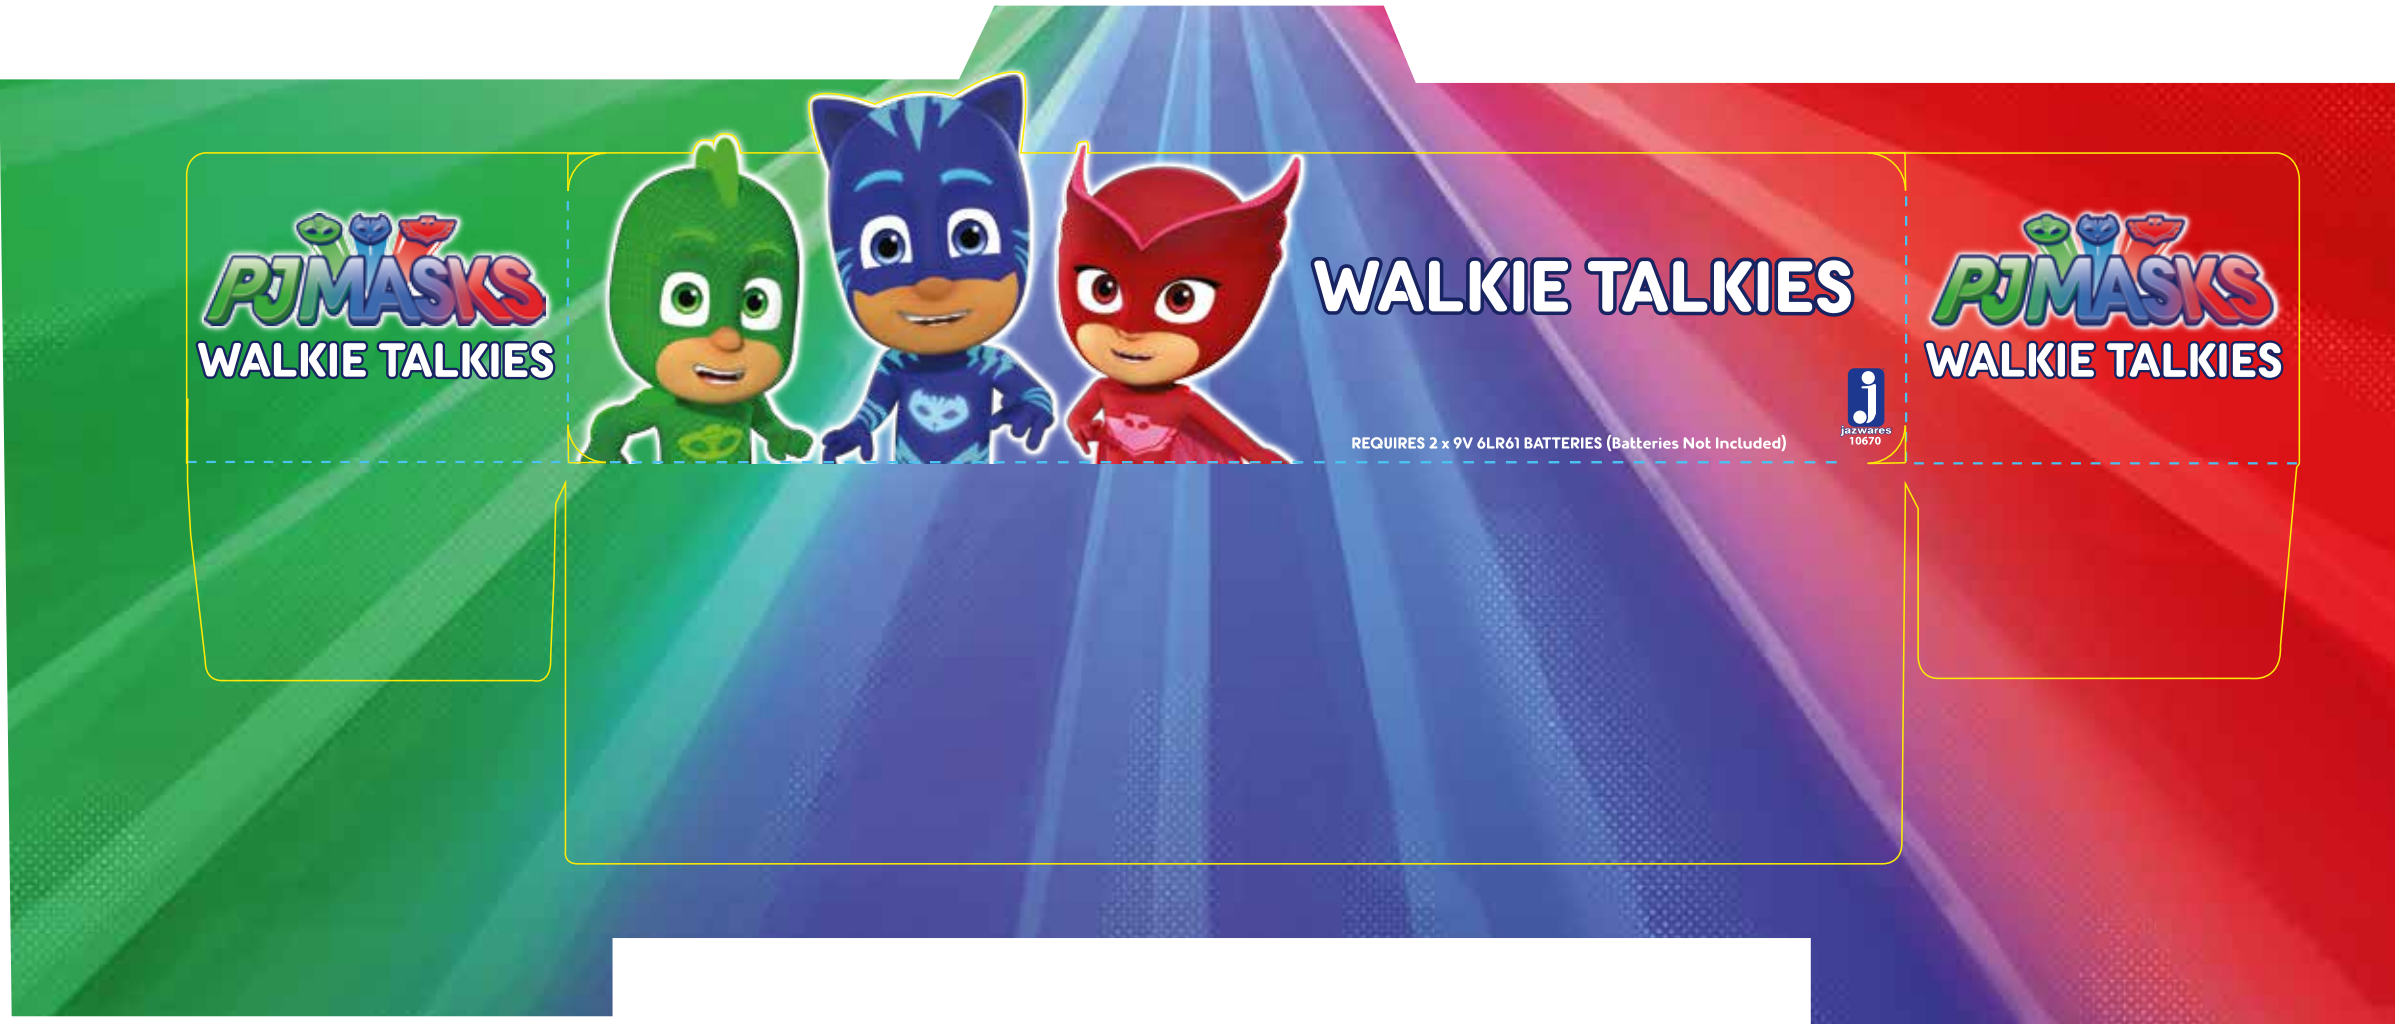 PJMASKS
WALKIE TALKIES
WALKIE TALKIES
REQUIRES 2 x 9V 6LR61 BATTERIES (Batteries Not Included)
j
jazwares
10670
PJMASKS
WALKIE TALKIES